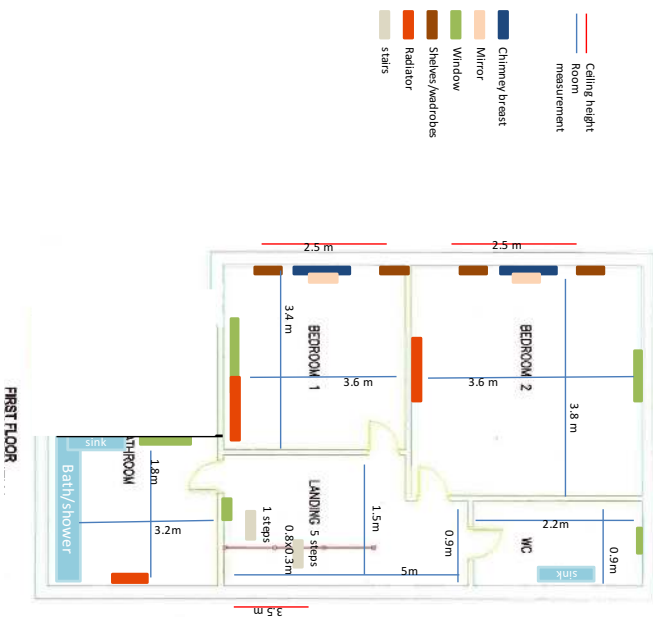 Ceiling height
Room
measurement
Chimney breast
Mirror
Window
Shelves/wadrobes
Radiator
stairs
2.5 m
2.5 m
3.4 m
BEDROOM 1
3.6 m
BEDROOM 2
3.6 m
3.8 m
FIRST FLOOR
sink
ATHROOM
1.8m
Bath/shower
3.2m
LANDING
5 steps
1 steps
0.8x0.3m
1.5m
0.9m
5m
2.2m
WC
0.9m
sink
3.5 m